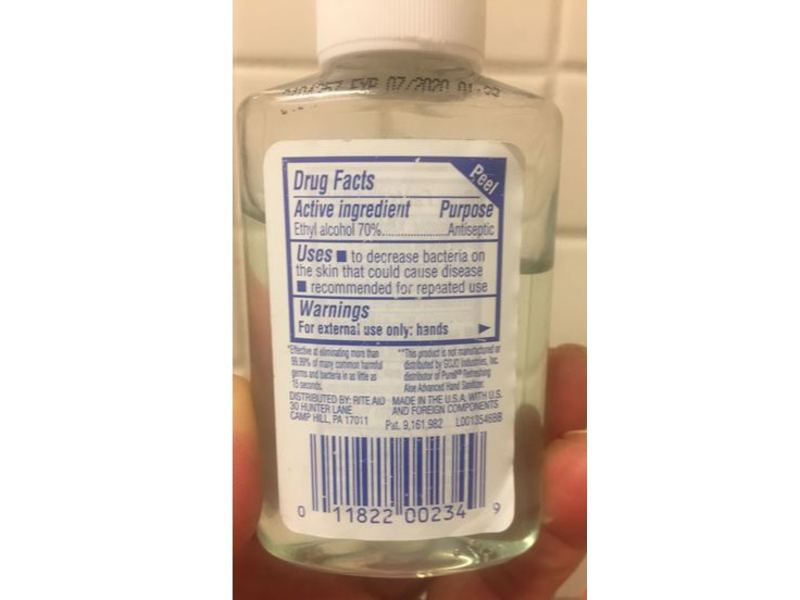 EXP 07/2020
Peel
Drug Facts
Active ingredient Purpose
Ethyl alcohol 70%......................Antiseptic
Uses ■ to decrease bacteria on
the skin that could cause disease
■ recommended for repeated use
Warnings
For external use only: hands ►
*Effective at eliminating more than
99.99% of many common harmful
germs and bacteria in as little as
15 seconds.
**This product is not manufactured or
distributed by GOJO Industries, Inc.
distributor of Purell® Refreshing
Aloe Advanced Hand Sanitizer.
DISTRIBUTED BY: RITE AID
30 HUNTER LANE
CAMP HILL, PA 17011
MADE IN THE U.S.A. WITH U.S.
AND FOREIGN COMPONENTS
Pat. 9,161,982 L0013546BB
0 11822 00234 9